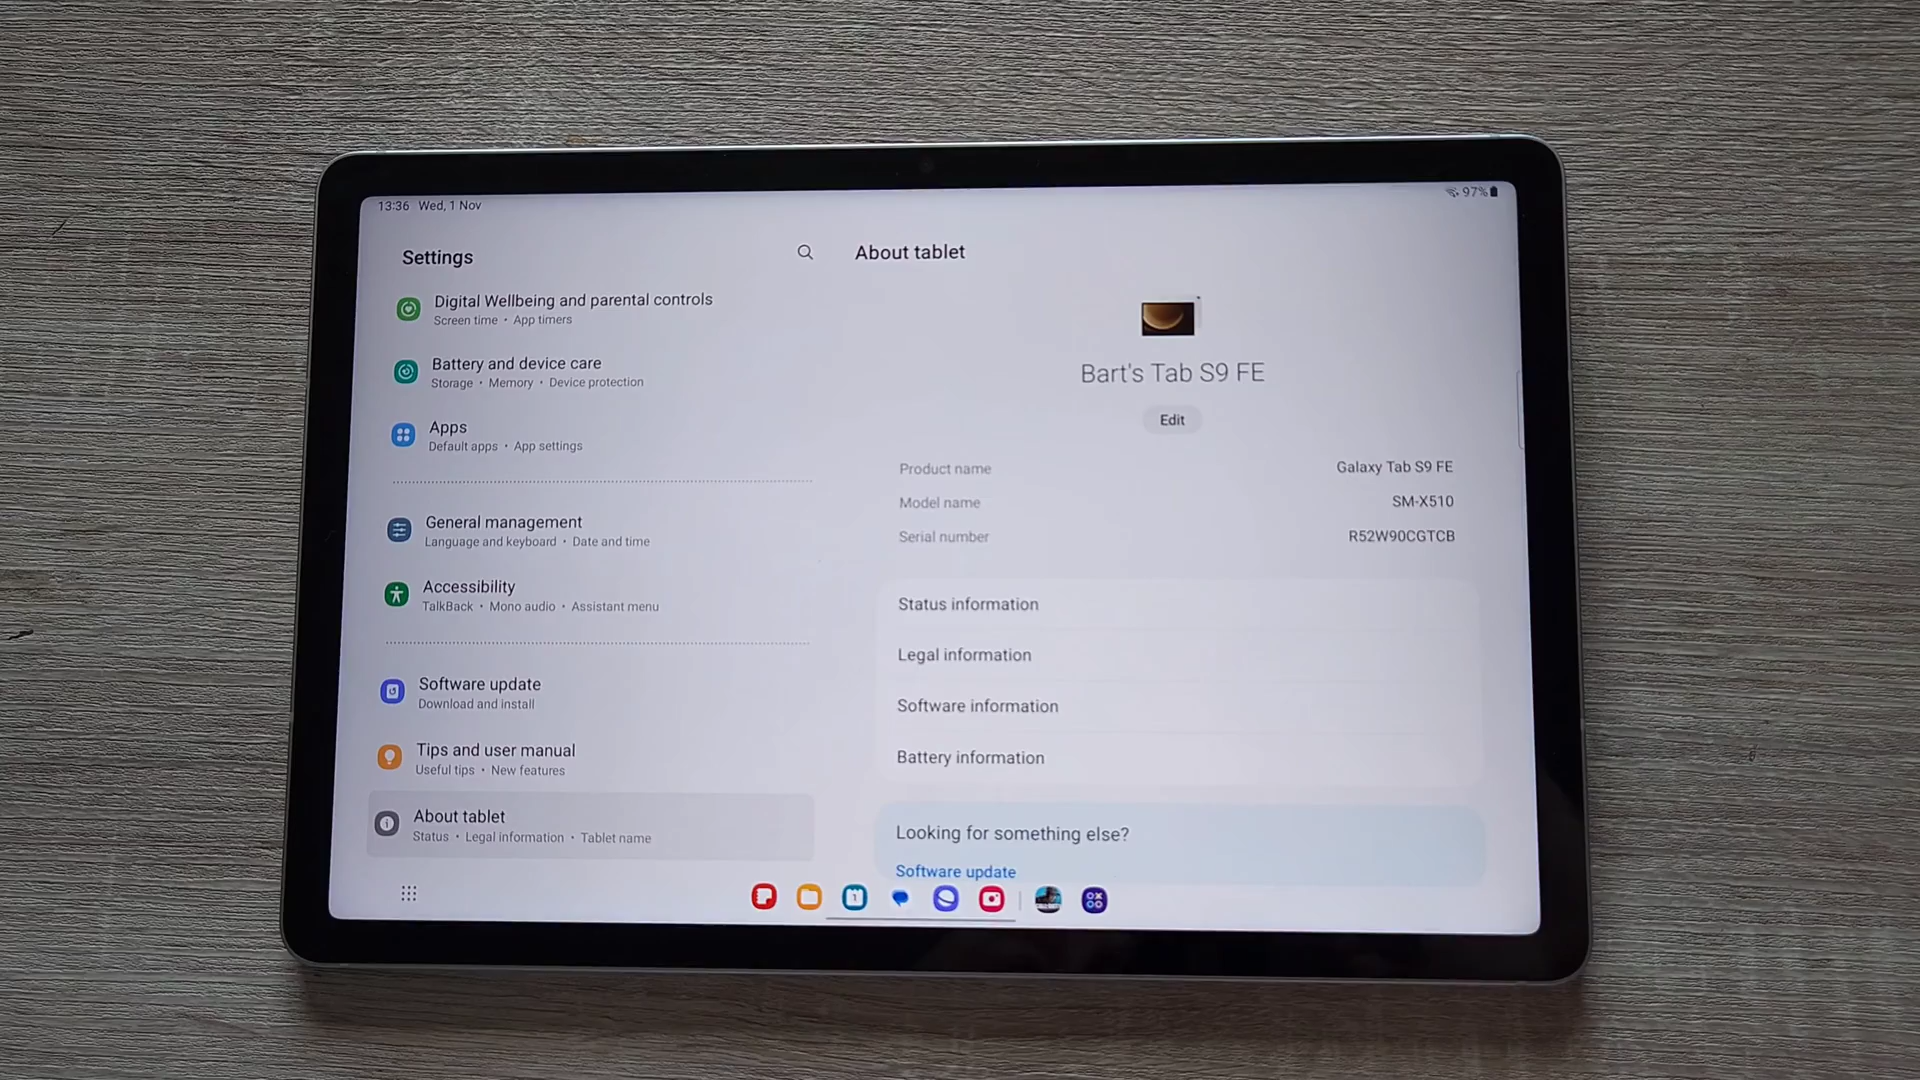 13:36 Wed, 1 Nov
97%
Settings
Digital Wellbeing and parental controls
Screen time • App timers
Battery and device care
Storage • Memory • Device protection
Apps
Default apps • App settings
General management
Language and keyboard • Date and time
Accessibility
TalkBack • Mono audio • Assistant menu
Software update
Download and install
Tips and user manual
Useful tips • New features
About tablet
Status • Legal information • Tablet name
About tablet
Bart's Tab S9 FE
Edit
Product name Galaxy Tab S9 FE
Model name SM-X510
Serial number R52W90CGTCB
Status information
Legal information
Software information
Battery information
Looking for something else?
Software update
1